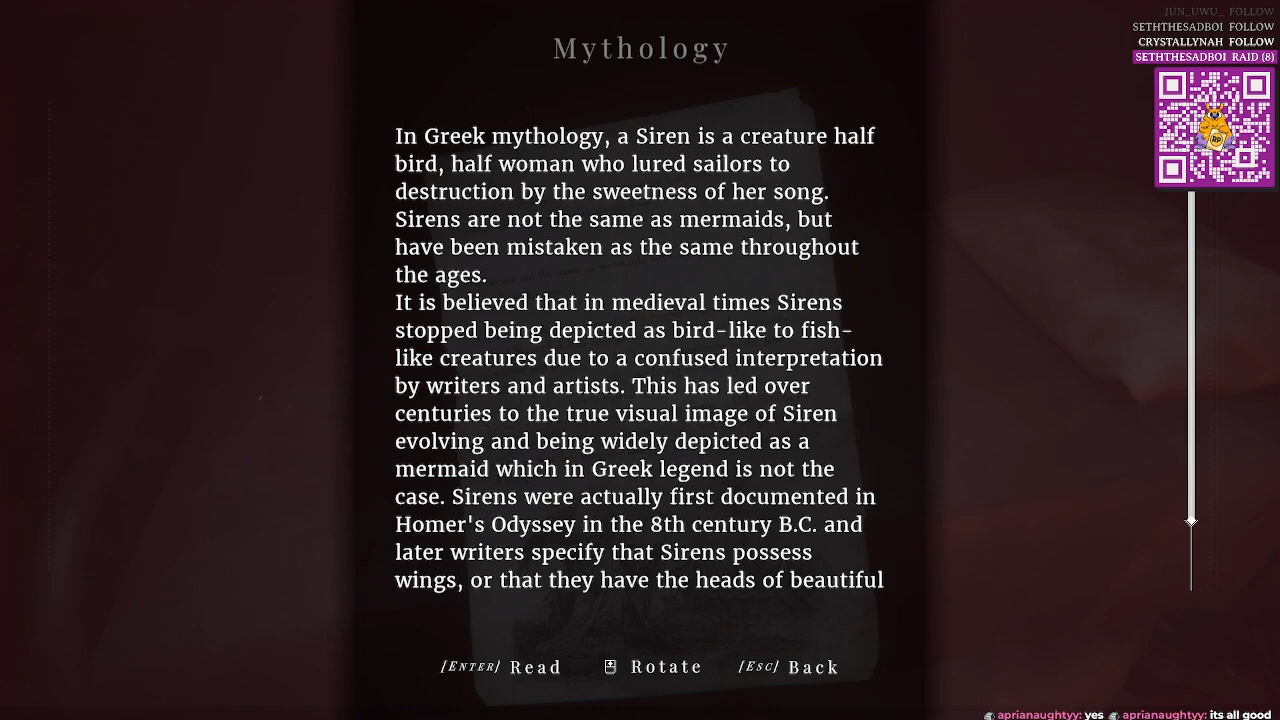 Mythology
In Greek mythology, a Siren is a creature half
bird, half woman who lured sailors to
destruction by the sweetness of her song.
Sirens are not the same as mermaids, but
have been mistaken as the same throughout
the ages.
It is believed that in medieval times Sirens
stopped being depicted as bird-like to fish-
like creatures due to a confused interpretation
by writers and artists. This has led over
centuries to the true visual image of Siren
evolving and being widely depicted as a
mermaid which in Greek legend is not the
case. Sirens were actually first documented in
Homer's Odyssey in the 8th century B.C. and
later writers specify that Sirens possess
wings, or that they have the heads of beautiful
[ENTER] Read Rotate [ESC] Back
JUN_UWU_ FOLLOW
SETHTHESADBOI FOLLOW
CRYSTALLYNAH FOLLOW
SETHTHESADBOI RAID (8)
aprianaughtyy: yes aprianaughtyy: its all good